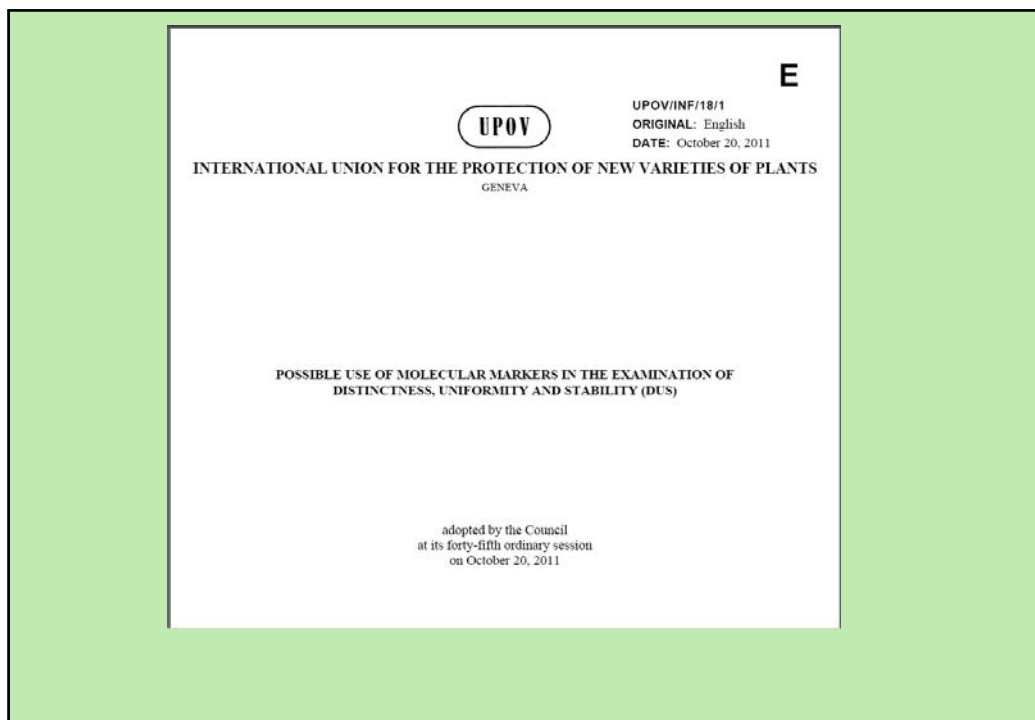 E
UPOV/INF/18/1
ORIGINAL: English
DATE: October 20, 2011
UPOV
INTERNATIONAL UNION FOR THE PROTECTION OF NEW VARIETIES OF PLANTS
GENEVA
POSSIBLE USE OF MOLECULAR MARKERS IN THE EXAMINATION OF
DISTINCTNESS, UNIFORMITY AND STABILITY (DUS)
adopted by the Council
at its forty-fifth ordinary session
on October 20, 2011